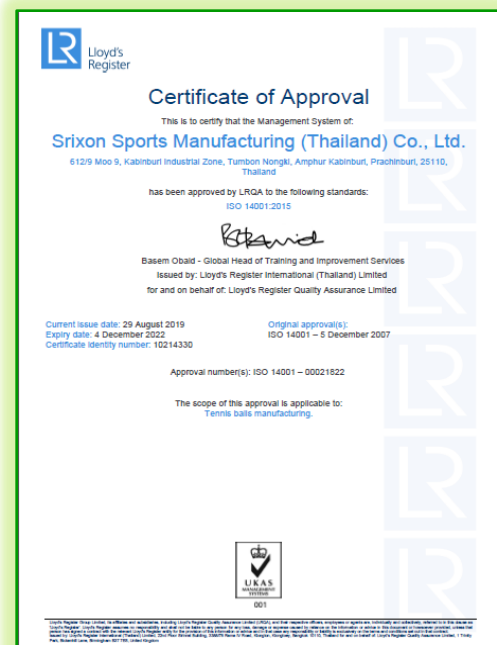 LR
Lloyd's
Register
Certificate of Approval
This is to certify that the Management System of:
Srixon Sports Manufacturing (Thailand) Co., Ltd.
612/9 Moo 9, Kabinburi Industrial Zone, Tumbon Nongki, Amphur Kabinburi, Prachinburi, 25110,
Thailand
has been approved by LRQA to the following standards:
ISO 14001:2015
Basem Obaid - Global Head of Training and Improvement Services
Issued by: Lloyd's Register International (Thailand) Limited
for and on behalf of: Lloyd's Register Quality Assurance Limited
Current issue date: 29 August 2019
Expiry date: 4 December 2022
Certificate identity number: 10214330
Original approval(s):
ISO 14001 – 5 December 2007
Approval number(s): ISO 14001 – 00021822
The scope of this approval is applicable to:
Tennis balls manufacturing.
UKAS
MANAGEMENT
SYSTEMS
001